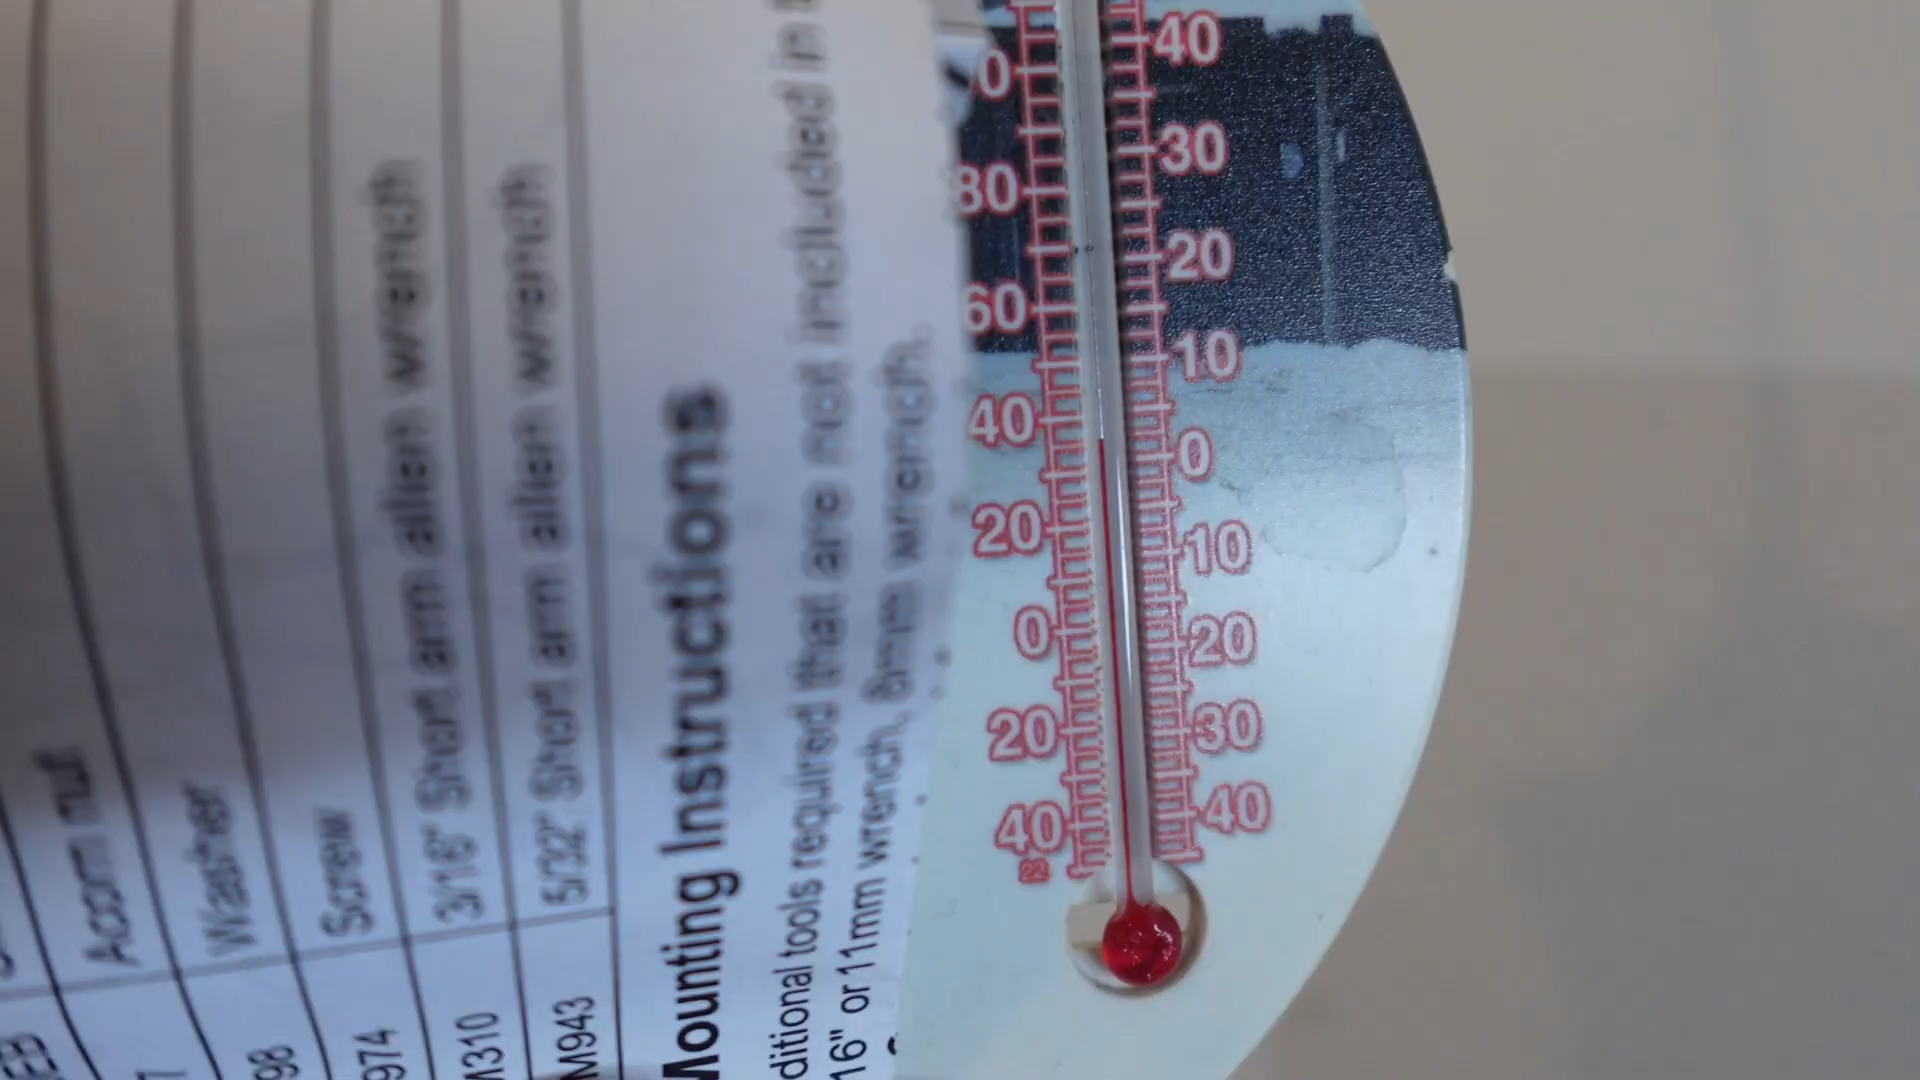 Acorn nut
Washer
Screw
3/16" Short arm allen wrench
5/32" Short arm allen wrench
98
974
M310
M943
Mounting Instructions
ditional tools required that are not included in
16" or 11mm wrench, 8mm wrench.
0
80
60
40
20
0
20
40
40
30
20
10
0
10
20
30
40